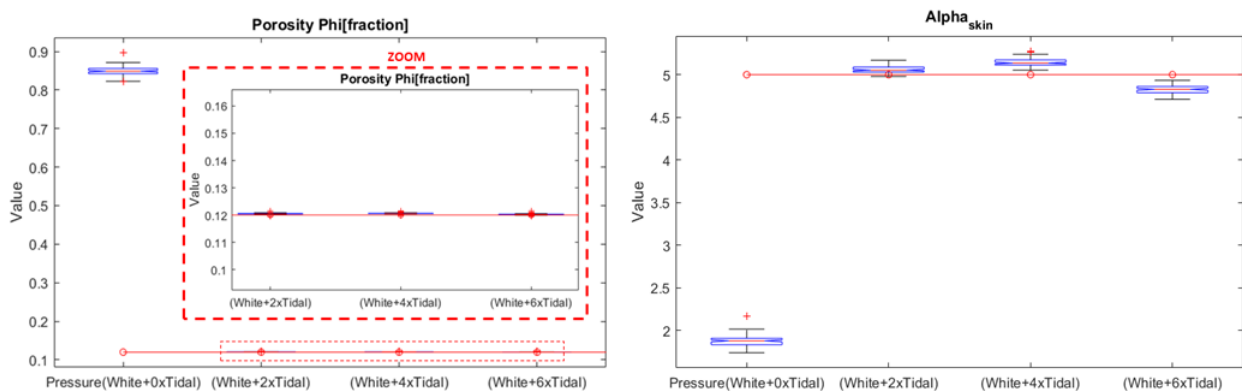 Porosity Phi[fraction]
Value
0.9
0.8
0.7
0.6
0.5
0.4
0.3
0.2
0.1
Pressure(White+0xTidal)
(White+2xTidal)
(White+4xTidal)
(White+6xTidal)
ZOOM
Porosity Phi[fraction]
Value
0.16
0.15
0.14
0.13
0.12
0.11
0.1
(White+2xTidal)
(White+4xTidal)
(White+6xTidal)
Alpha skin
Value
5
4.5
4
3.5
3
2.5
2
Pressure(White+0xTidal)
(White+2xTidal)
(White+4xTidal)
(White+6xTidal)